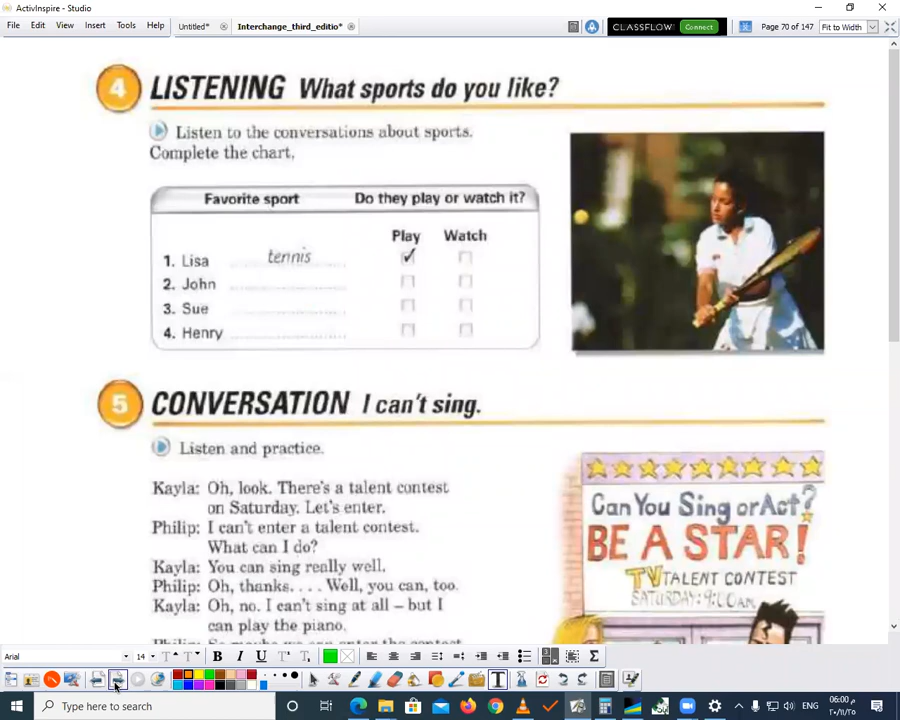 ActivInspire - Studio
File Edit View Insert Tools Help
Untitled*
Interchange_third_editio*
CLASSFLOW Connect
Page 70 of 147
Fit to Width
4 LISTENING What sports do you like?
Listen to the conversations about sports.
Complete the chart.
Favorite sport Do they play or watch it?
Play Watch
1. Lisa tennis ✓
2. John
3. Sue
4. Henry
5 CONVERSATION I can't sing.
Listen and practice.
Kayla: Oh, look. There's a talent contest
on Saturday. Let's enter.
Philip: I can't enter a talent contest.
What can I do?
Kayla: You can sing really well.
Philip: Oh, thanks. . . . Well, you can, too.
Kayla: Oh, no. I can't sing at all – but I
can play the piano.
Can You Sing or Act?
BE A STAR!
TV TALENT CONTEST
SATURDAY: 9:00 A.M.
Arial 14 B I U
Type here to search
06:00 م